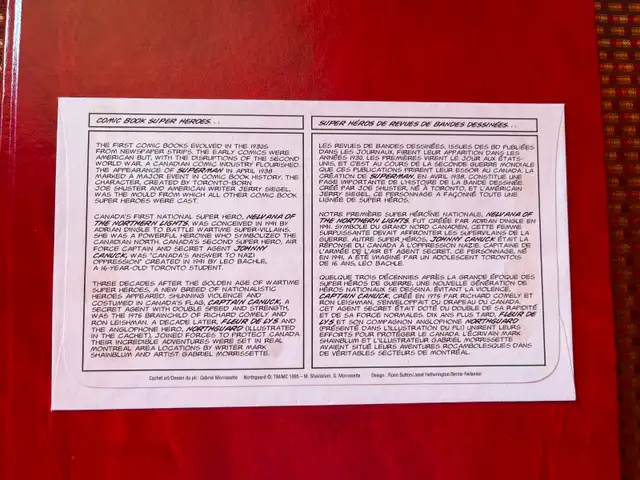 COMIC BOOK SUPER HEROES. . .
THE FIRST COMIC BOOKS EVOLVED IN THE 1930S
FROM NEWSPAPER STRIPS. THE EARLY COMICS WERE
AMERICAN BUT, WITH THE DISRUPTIONS OF THE SECOND
WORLD WAR, A CANADIAN COMIC INDUSTRY FLOURISHED.
THE APPEARANCE OF SUPERMAN IN APRIL 1938
MARKED A MAJOR EVENT IN COMIC BOOK HISTORY. THE
CHARACTER, CREATED BY TORONTO-BORN
JOE SHUSTER AND AMERICAN WRITER JERRY SIEGEL,
WAS THE MOULD FROM WHICH ALL OTHER COMIC BOOK
SUPER HEROES WERE CAST.
CANADA'S FIRST NATIONAL SUPER HERO, NELVANA OF
THE NORTHERN LIGHTS, WAS CONCEIVED IN 1941 BY
ADRIAN DINGLE TO BATTLE WARTIME SUPER-VILLAINS.
SHE WAS A POWERFUL HEROINE WHO SYMBOLIZED THE
CANADIAN NORTH. CANADA'S SECOND SUPER HERO, AIR
FORCE CAPTAIN AND SECRET AGENT JOHNNY
CANUCK, WAS "CANADA'S ANSWER TO NAZI
OPPRESSION" CREATED IN 1941 BY LEO BACHLE,
A 16-YEAR-OLD TORONTO STUDENT.
THREE DECADES AFTER THE GOLDEN AGE OF WARTIME
SUPER HEROES, A NEW BREED OF NATIONALISTIC
HEROES APPEARED. SHUNNING VIOLENCE AND
COSTUMED IN CANADA'S FLAG, CAPTAIN CANUCK, A
SECRET AGENT WITH DOUBLE SPEED AND STRENGTH,
WAS THE 1975 BRAINCHILD OF RICHARD COMELY AND
RON LEISHMAN. A DECADE LATER, FLEUR DE LYS AND
THE ANGLOPHONE HERO, NORTHGUARD (ILLUSTRATED
IN THE CACHET), JOINED FORCES TO PROTECT CANADA.
THEIR INCREDIBLE ADVENTURES WERE SET IN REAL
MONTREAL AREA LOCATIONS BY WRITER MARK
SHAINBLUM AND ARTIST GABRIEL MORRISSETTE.
SUPER HÉROS DE REVUES DE BANDES DESSINÉES. . .
LES REVUES DE BANDES DESSINÉES, ISSUES DES BD PUBLIÉES
DANS LES JOURNAUX, FIRENT LEUR APPARITION DANS LES
ANNÉES 1930. LES PREMIÈRES VIRENT LE JOUR AUX ÉTATS-
UNIS, ET C'EST AU COURS DE LA SECONDE GUERRE MONDIALE
QUE CES PUBLICATIONS PRIRENT LEUR ESSOR AU CANADA. LA
CRÉATION DE SUPERMAN, EN AVRIL 1938, CONSTITUE UNE
PAGE IMPORTANTE DE L'HISTOIRE DE LA BANDE DESSINÉE.
CRÉÉ PAR JOE SHUSTER, NÉ À TORONTO, ET L'AMÉRICAIN
JERRY SIEGEL, CE PERSONNAGE A FAÇONNÉ TOUTE UNE
LIGNÉE DE SUPER HÉROS.
NOTRE PREMIÈRE SUPER HÉROÏNE NATIONALE, NELVANA OF
THE NORTHERN LIGHTS, FUT CRÉÉE PAR ADRIAN DINGLE EN
1941. SYMBOLE DU GRAND NORD CANADIEN, CETTE FEMME
SURPUISSANTE DEVAIT AFFRONTER LES SUPERVILAINS DE LA
GUERRE. AUTRE SUPER HÉROS, JOHNNY CANUCK ÉTAIT LA
RÉPONSE DU CANADA À L'OPPRESSION NAZIE. CAPITAINE DE
L'ARMÉE DE L'AIR ET AGENT SECRET, CE PERSONNAGE, NÉ
EN 1941, A ÉTÉ IMAGINÉ PAR UN ADOLESCENT TORONTOIS
DE 16 ANS, LEO BACHLE.
QUELQUE TROIS DÉCENNIES APRÈS LA GRANDE ÉPOQUE DES
SUPER HÉROS DE GUERRE, UNE NOUVELLE GÉNÉRATION DE
HÉROS NATIONAUX SE DESSINA. ÉVITANT LA VIOLENCE,
CAPTAIN CANUCK, CRÉÉ EN 1975 PAR RICHARD COMELY ET
RON LEISHMAN, S'ENVELOPPAIT DU DRAPEAU DU CANADA.
CET AGENT SECRET ÉTAIT DOTÉ DU DOUBLE DE SA RAPIDITÉ
ET DE SA FORCE NORMALES. DIX ANS PLUS TARD, FLEUR DE
LYS ET SON COMPAGNON ANGLOPHONE NORTHGUARD
(PRÉSENTÉ DANS L'ILLUSTRATION DU PLI) UNIRENT LEURS
EFFORTS POUR PROTÉGER LE CANADA. L'ÉCRIVAIN MARK
SHAINBLUM ET L'ILLUSTRATEUR GABRIEL MORRISSETTE
AVAIENT SITUÉ LEURS AVENTURES ROCAMBOLESQUES DANS
DE VÉRITABLES SECTEURS DE MONTRÉAL.
Cachet art/Dessin du pli: Gabriel Morrissette Northguard ©, TM/MC 1995 – M. Shainblum, G. Morrissette Design: